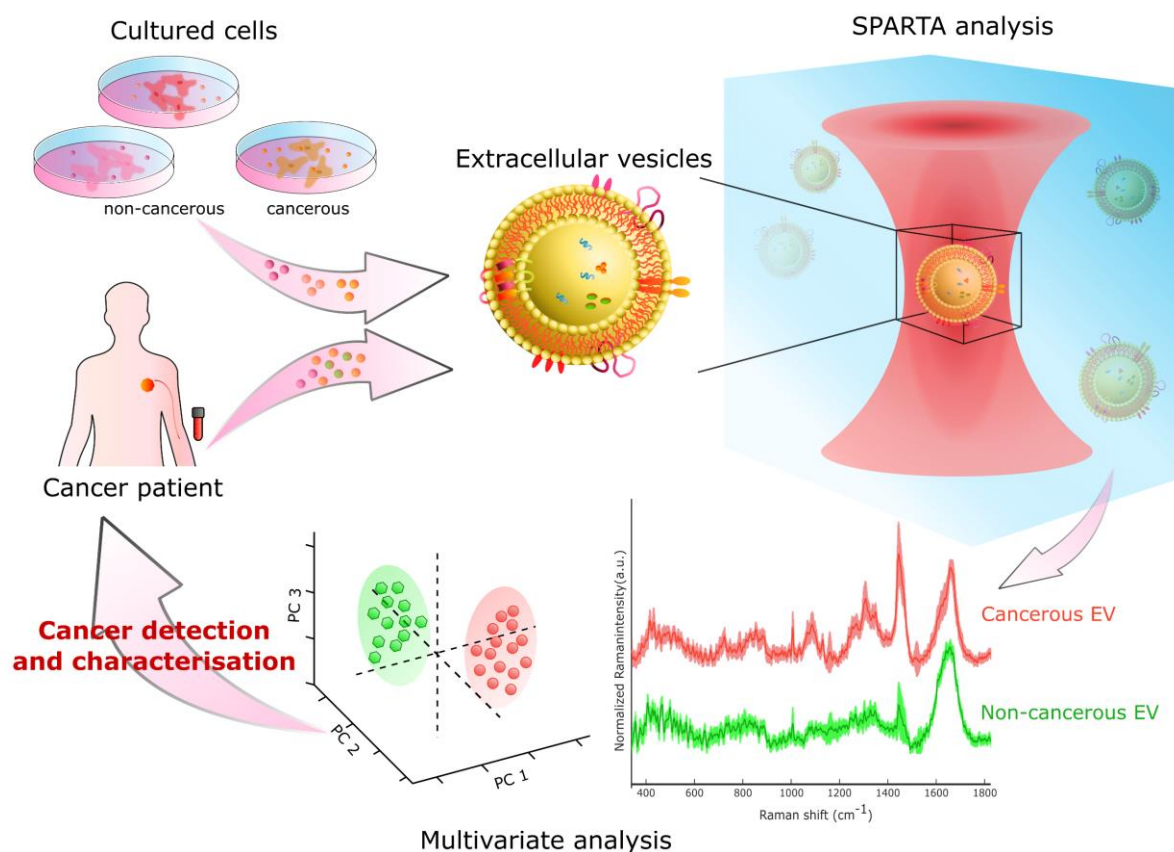 Cultured cells
non-cancerous
cancerous
SPARTA analysis
Extracellular vesicles
Cancer patient
Cancer detection
and characterisation
PC 3
PC 2
PC 1
Multivariate analysis
Normalized Ramanintensity(a.u.)
Cancerous EV
Non-cancerous EV
400 600 800 1000 1200 1400 1600 1800
Raman shift (cm⁻¹)